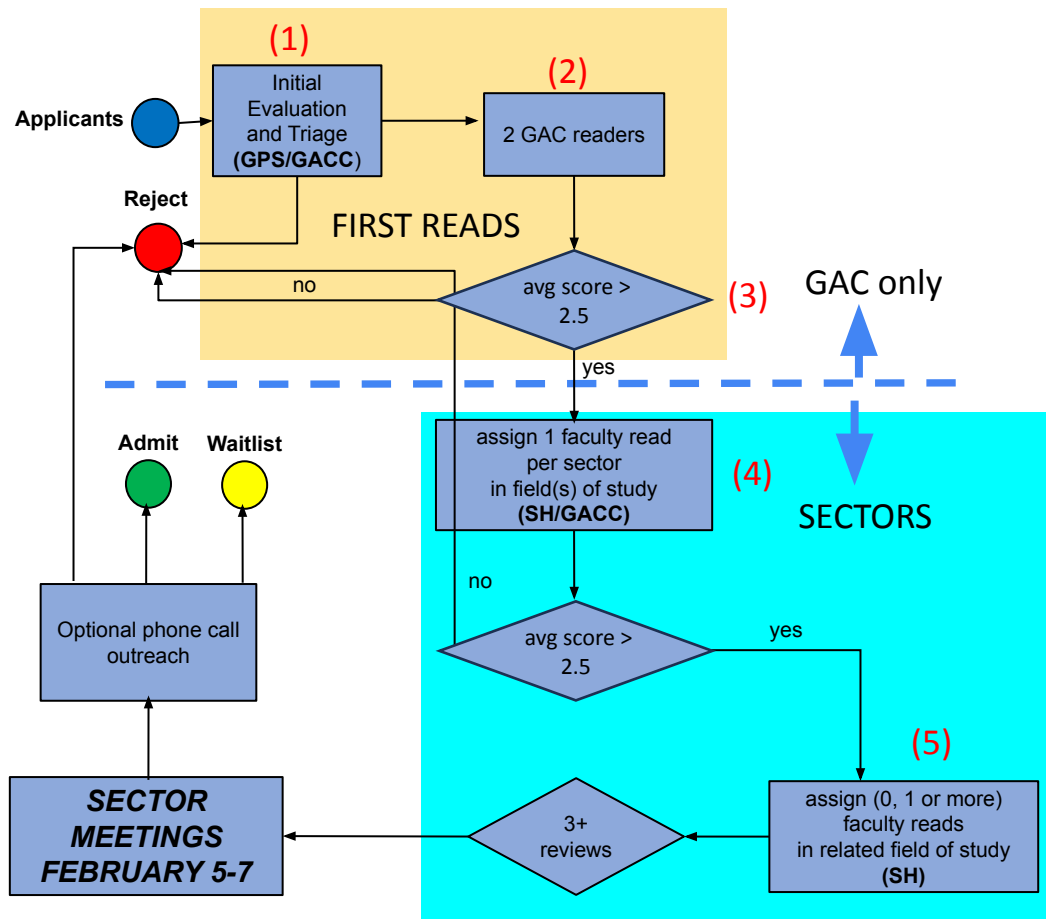 (1)
Initial
Evaluation
and Triage
(GPS/GACC)
(2)
2 GAC readers
Applicants
Reject
FIRST READS
no
avg score >
2.5
(3)
GAC only
yes
assign 1 faculty read
per sector
in field(s) of study
(SH/GACC)
(4)
SECTORS
Admit
Waitlist
no
avg score >
2.5
yes
Optional phone call
outreach
(5)
assign (0, 1 or more)
faculty reads
in related field of study
(SH)
3+
reviews
SECTOR
MEETINGS
FEBRUARY 5-7